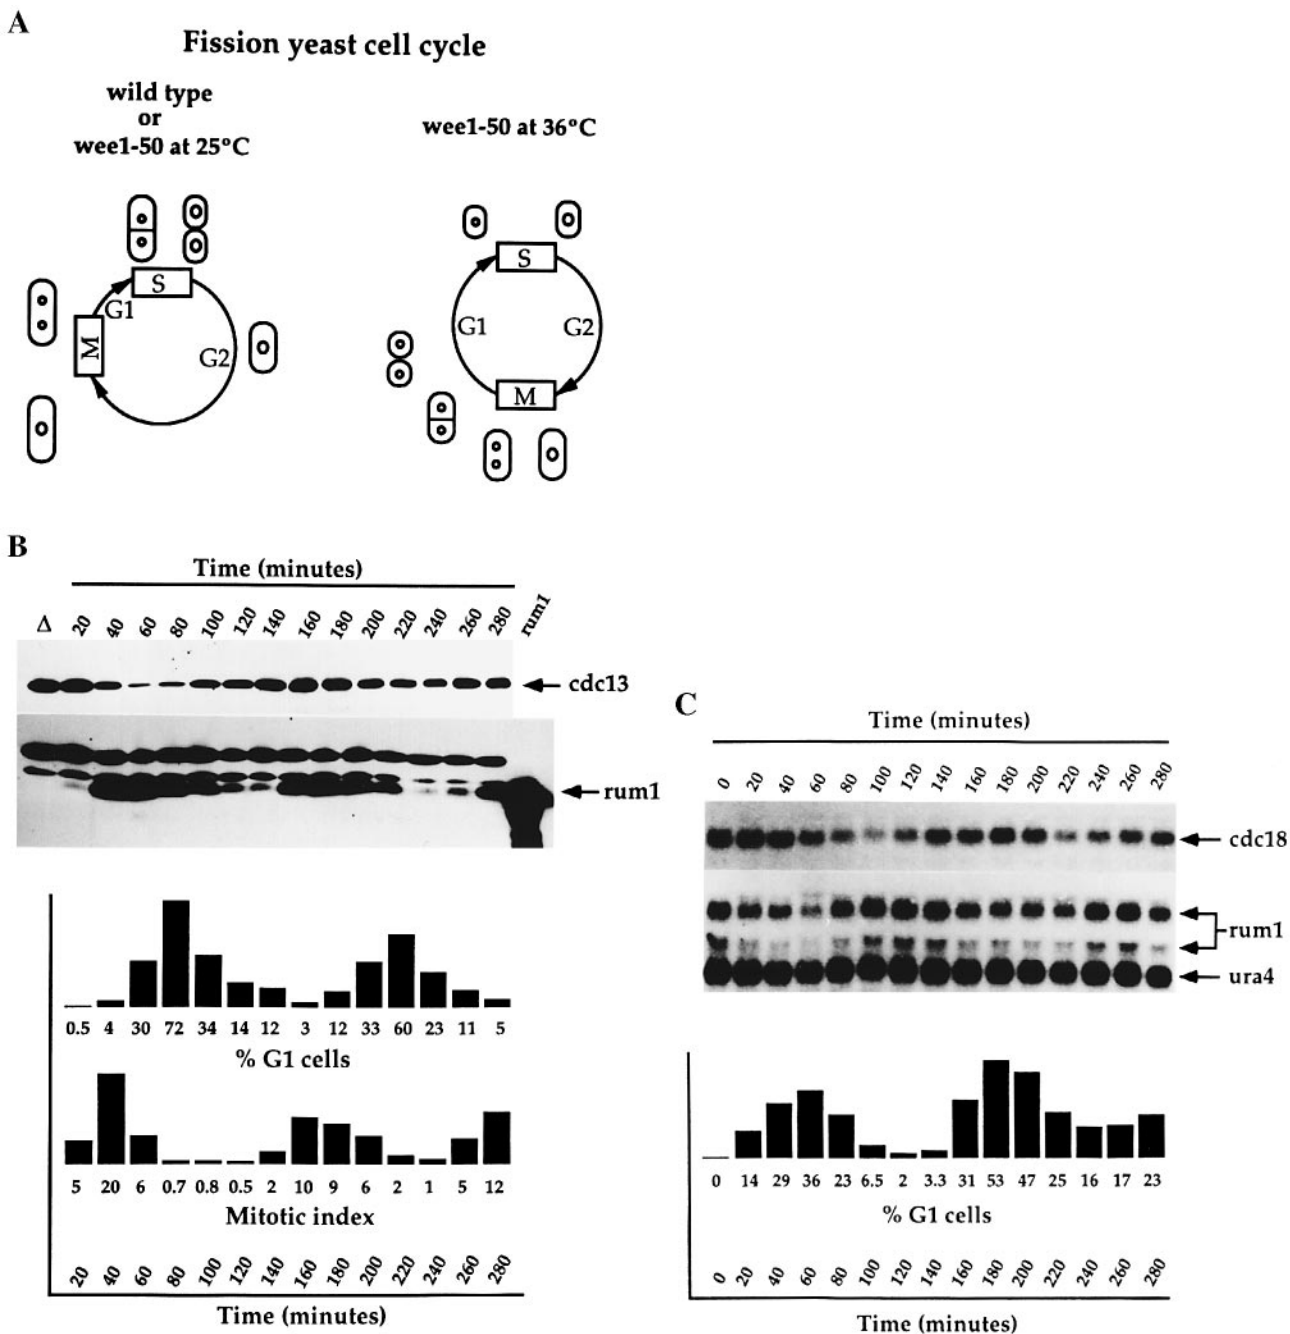 A
Fission yeast cell cycle
wild type
or
wee1-50 at 25°C
wee1-50 at 36°C
S
G1
M
G2
S
G1
G2
M
B
Time (minutes)
Δ 20 40 60 80 100 120 140 160 180 200 220 240 260 280 rum1
cdc13
rum1
0.5 4 30 72 34 14 12 3 12 33 60 23 11 5
% G1 cells
5 20 6 0.7 0.8 0.5 2 10 9 6 2 1 5 12
Mitotic index
20 40 60 80 100 120 140 160 180 200 220 240 260 280
Time (minutes)
C
Time (minutes)
0 20 40 60 80 100 120 140 160 180 200 220 240 260 280
cdc18
rum1
ura4
0 14 29 36 23 6.5 2 3.3 31 53 47 25 16 17 23
% G1 cells
0 20 40 60 80 100 120 140 160 180 200 220 240 260 280
Time (minutes)